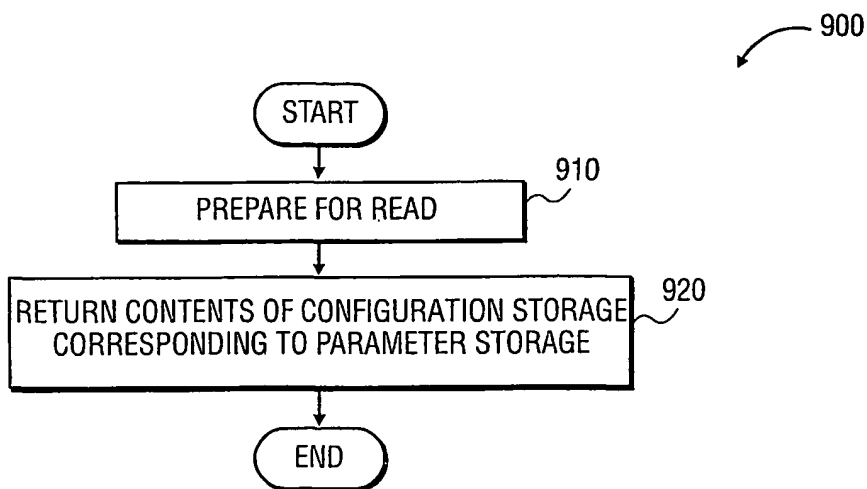 900
START
910
PREPARE FOR READ
920
RETURN CONTENTS OF CONFIGURATION STORAGE
CORRESPONDING TO PARAMETER STORAGE
END